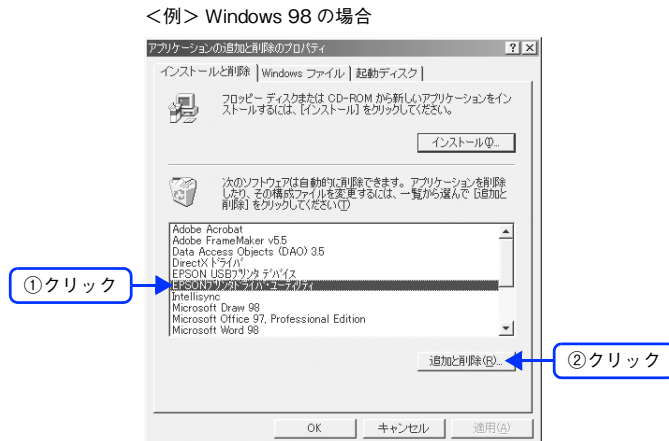 ＜例＞ Windows 98 の場合
アプリケーションの追加と削除のプロパティ
インストールと削除 Windows ファイル 起動ディスク
フロッピー ディスクまたは CD-ROM から新しいアプリケーションをイン
ストールするには、[インストール] をクリックしてください。
インストール(I)...
次のソフトウェアは自動的に削除できます。アプリケーションを削除
したり、その構成ファイルを変更するには、一覧から選んで [追加と
削除] をクリックしてください(T)
Adobe Acrobat
Adobe FrameMaker v5.5
Data Access Objects (DAO) 3.5
DirectX ドライバ
EPSON USBプリンタ デバイス
①クリック
EPSONプリンタドライバ・ユーティリティ
Intellisync
Microsoft Draw 98
Microsoft Office 97, Professional Edition
Microsoft Word 98
追加と削除(R)...
②クリック
OK キャンセル 適用(A)